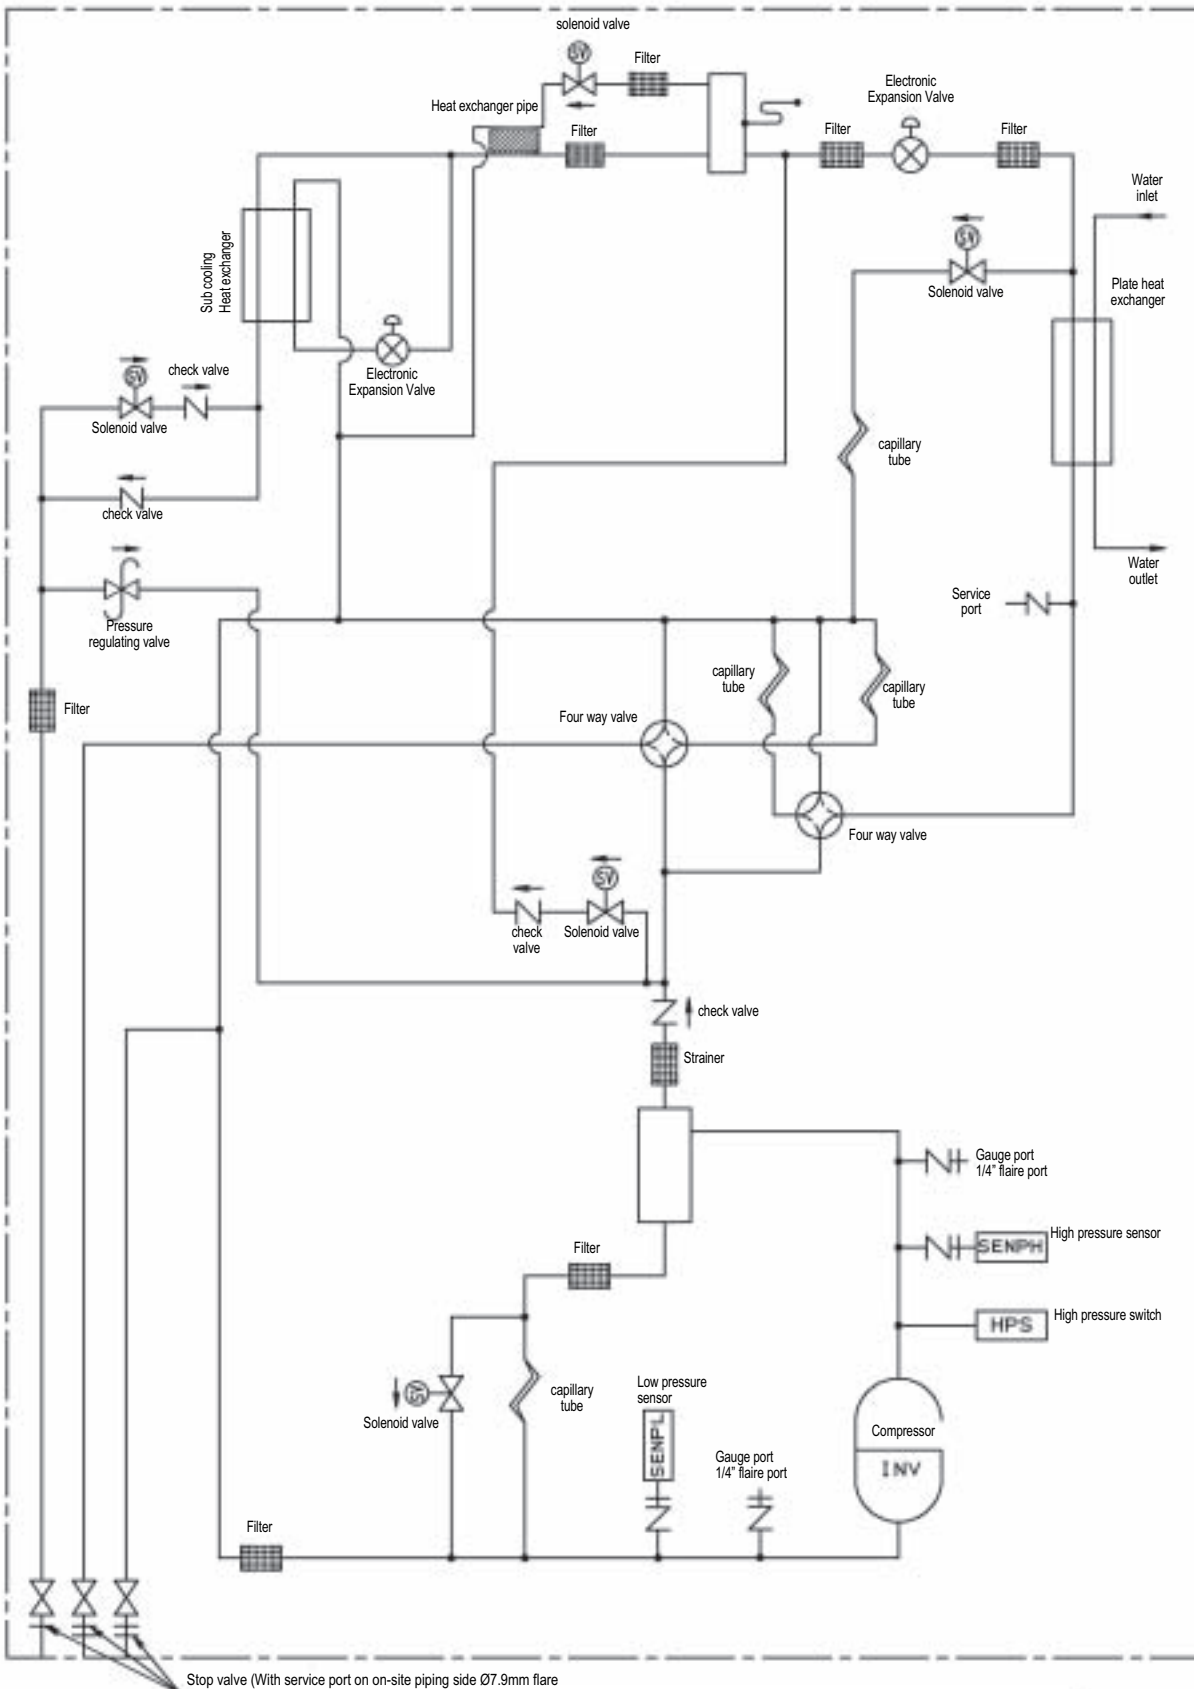 solenoid valve
SV
Filter
Electronic
Expansion Valve
Heat exchanger pipe
Filter
Filter
Filter
Water
inlet
SV
Solenoid valve
Plate heat
exchanger
Sub cooling
Heat exchanger
Electronic
Expansion Valve
SV
check valve
Solenoid valve
capillary
tube
check valve
Water
outlet
Service
port
Pressure
regulating valve
capillary
tube
capillary
tube
Filter
Four way valve
Four way valve
SV
check
valve
Solenoid valve
check valve
Strainer
Gauge port
1/4" flaire port
High pressure sensor
SENPH
Filter
High pressure switch
HPS
Low pressure
sensor
SENPL
SV
Solenoid valve
capillary
tube
Compressor
INV
Gauge port
1/4" flaire port
Filter
Stop valve (With service port on on-site piping side Ø7.9mm flare